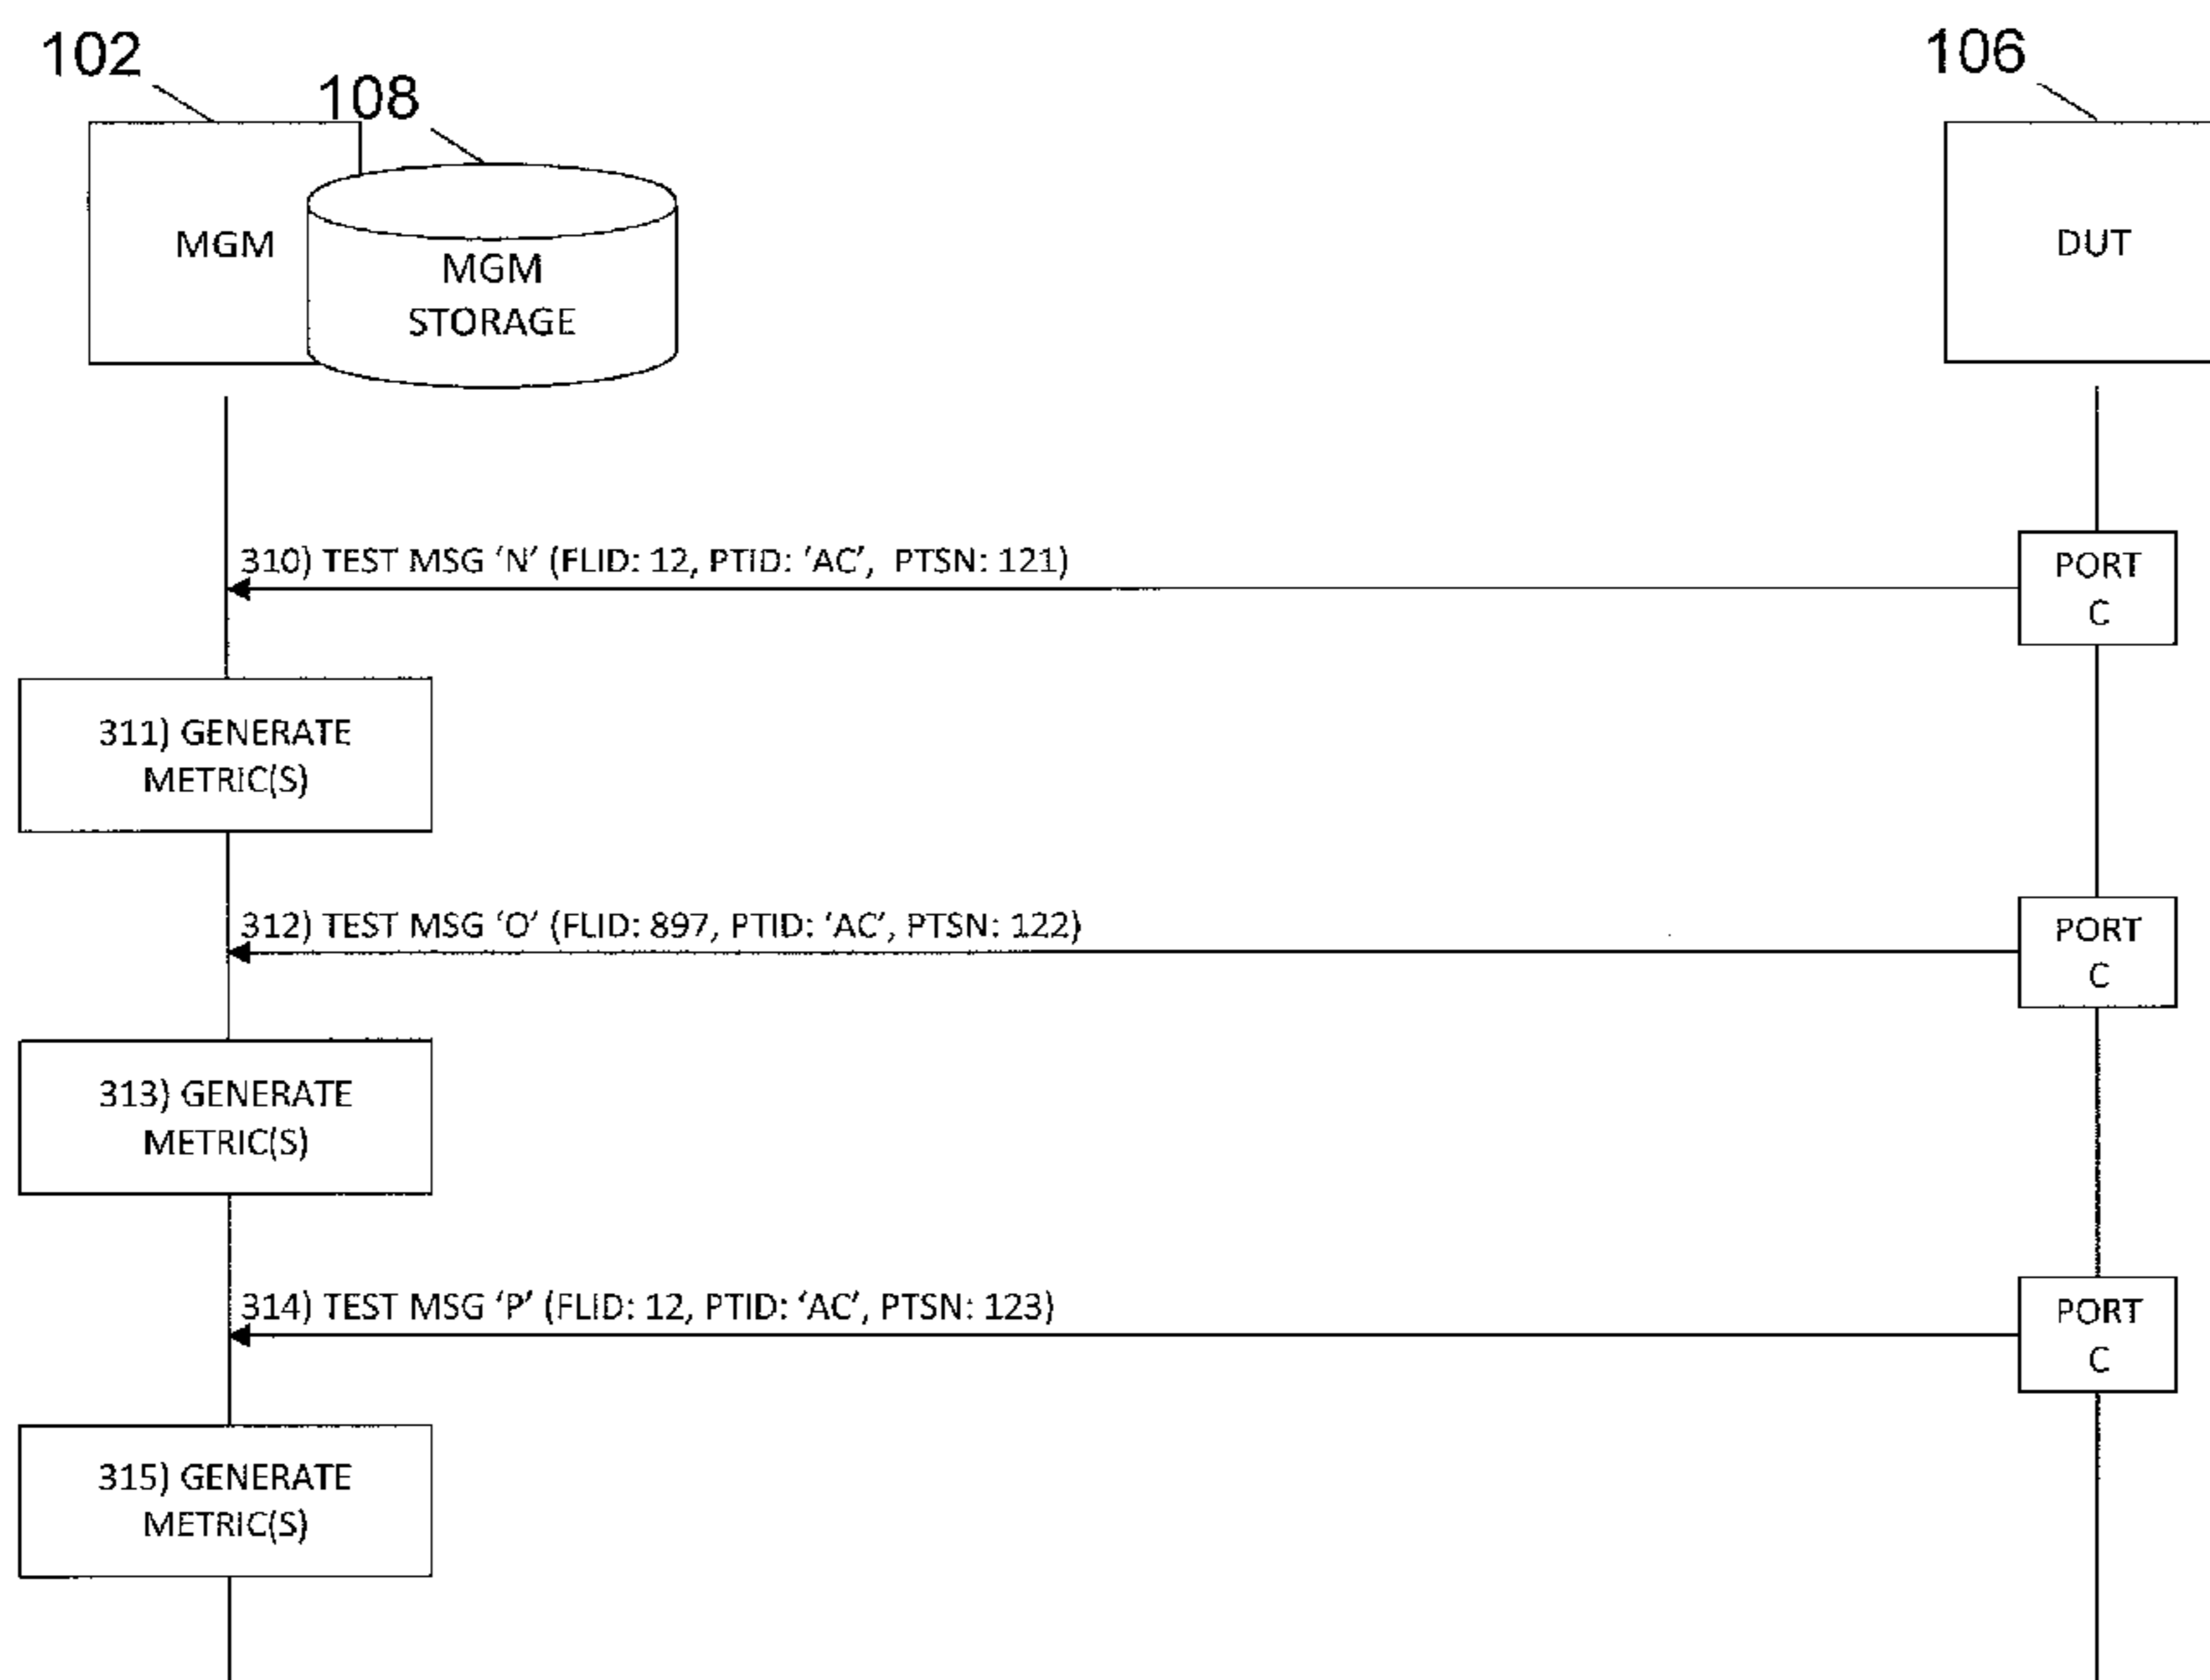 102
108
106
MGM
MGM
STORAGE
DUT
310) TEST MSG ‘N’ (FLID: 12, PTID: ‘AC’, PTSN: 121)
PORT
C
311) GENERATE
METRIC(S)
312) TEST MSG ‘O’ (FLID: 897, PTID: ‘AC’, PTSN: 122)
PORT
C
313) GENERATE
METRIC(S)
314) TEST MSG ‘P’ (FLID: 12, PTID: ‘AC’, PTSN: 123)
PORT
C
315) GENERATE
METRIC(S)